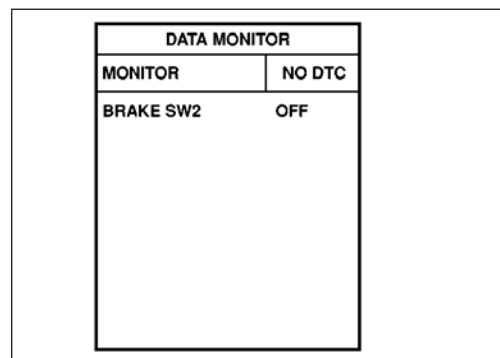 DATA MONITOR
MONITOR NO DTC
BRAKE SW2 OFF